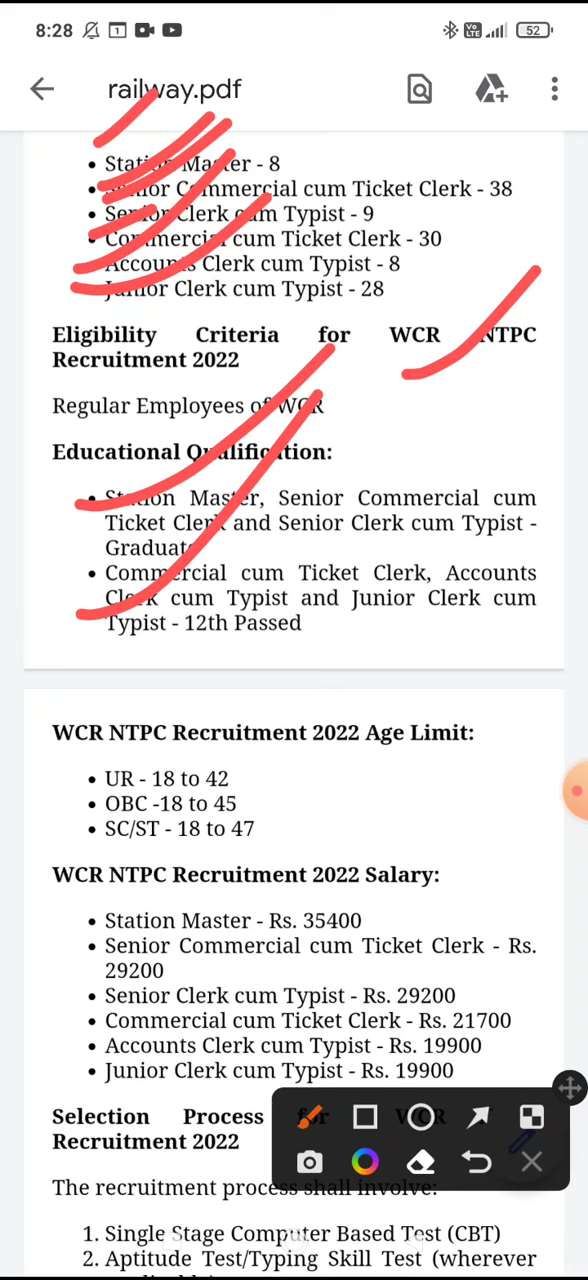 8:28
52
railway.pdf
• Station Master - 8
• Senior Commercial cum Ticket Clerk - 38
• Senior Clerk cum Typist - 9
• Commercial cum Ticket Clerk - 30
• Accounts Clerk cum Typist - 8
• Junior Clerk cum Typist - 28
Eligibility Criteria for WCR NTPC
Recruitment 2022
Regular Employees of WCR
Educational Qualification:
• Station Master, Senior Commercial cum
Ticket Clerk and Senior Clerk cum Typist -
Graduate
• Commercial cum Ticket Clerk, Accounts
Clerk cum Typist and Junior Clerk cum
Typist - 12th Passed
WCR NTPC Recruitment 2022 Age Limit:
• UR - 18 to 42
• OBC -18 to 45
• SC/ST - 18 to 47
WCR NTPC Recruitment 2022 Salary:
• Station Master - Rs. 35400
• Senior Commercial cum Ticket Clerk - Rs.
29200
• Senior Clerk cum Typist - Rs. 29200
• Commercial cum Ticket Clerk - Rs. 21700
• Accounts Clerk cum Typist - Rs. 19900
• Junior Clerk cum Typist - Rs. 19900
Selection Process for WCR
Recruitment 2022
The recruitment process shall involve:
1. Single Stage Computer Based Test (CBT)
2. Aptitude Test/Typing Skill Test (wherever